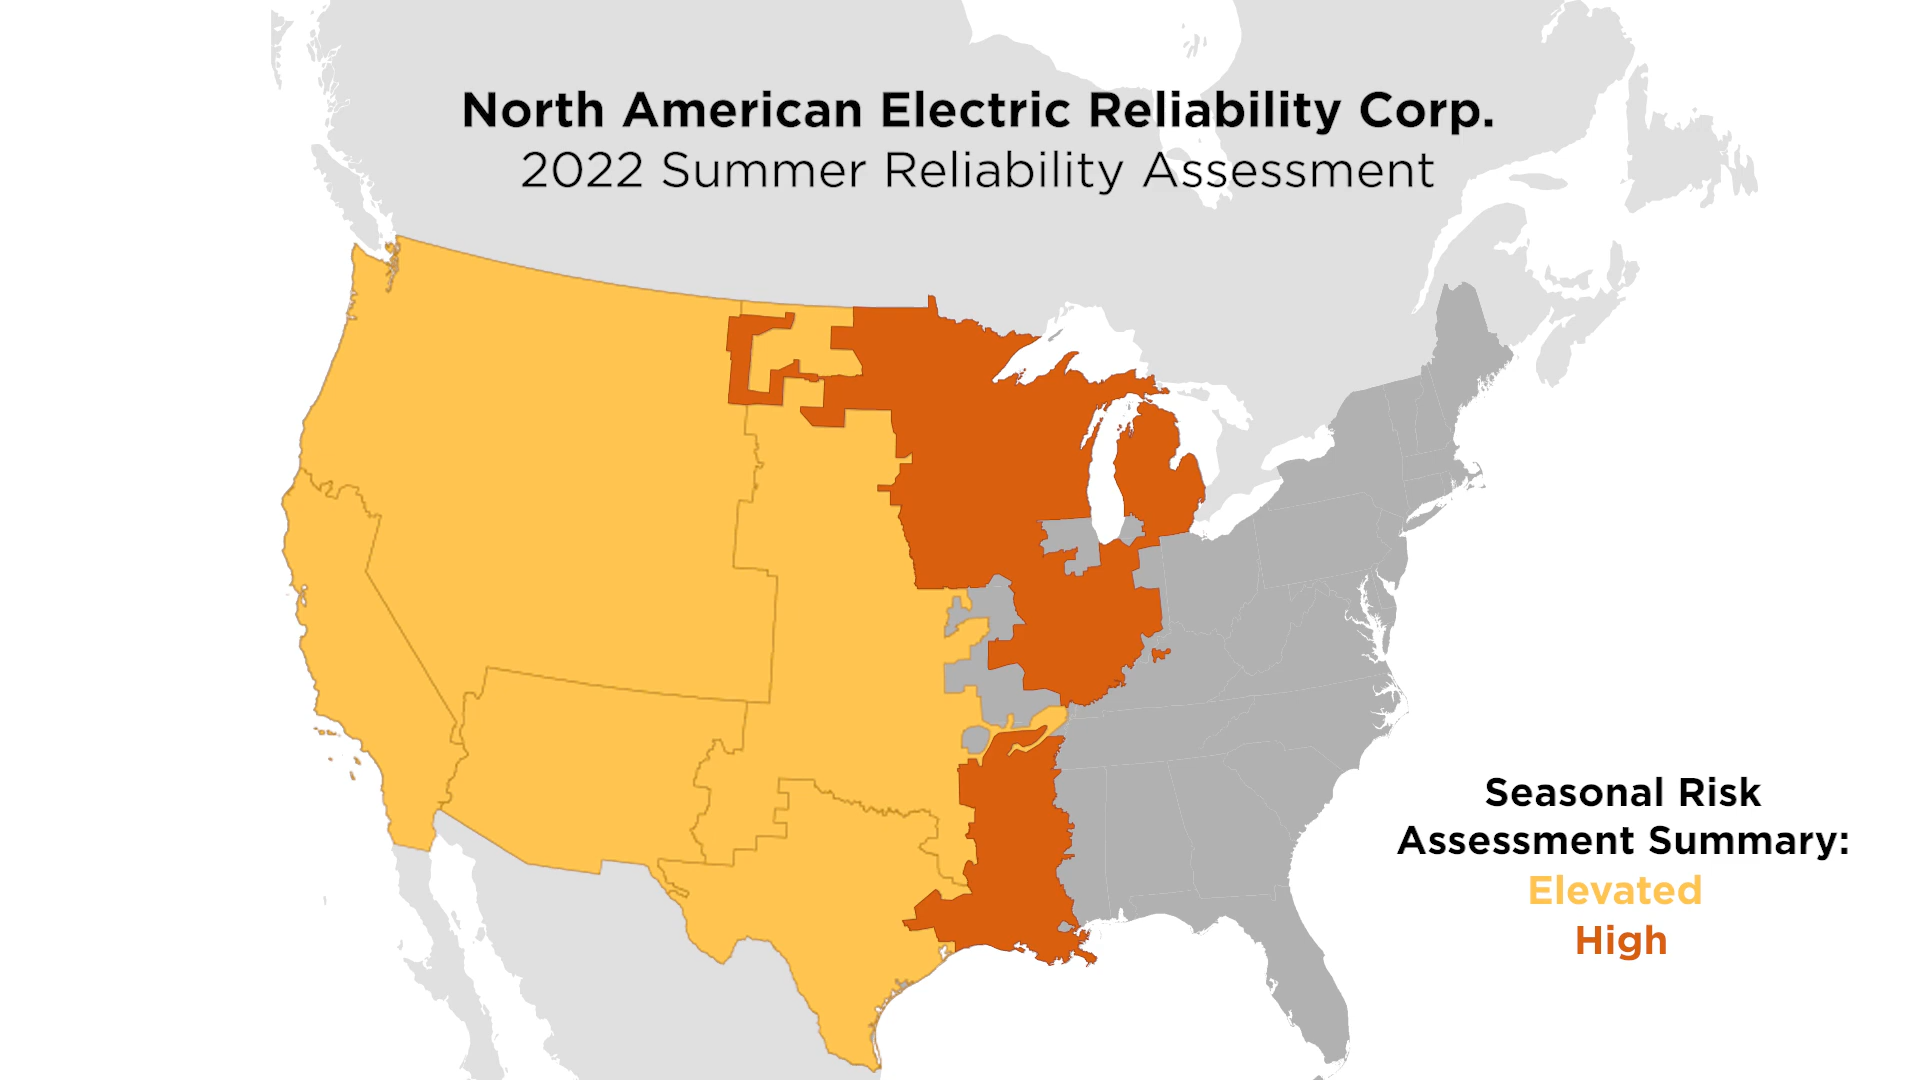 North American Electric Reliability Corp.
2022 Summer Reliability Assessment
Seasonal Risk
Assessment Summary:
Elevated
High